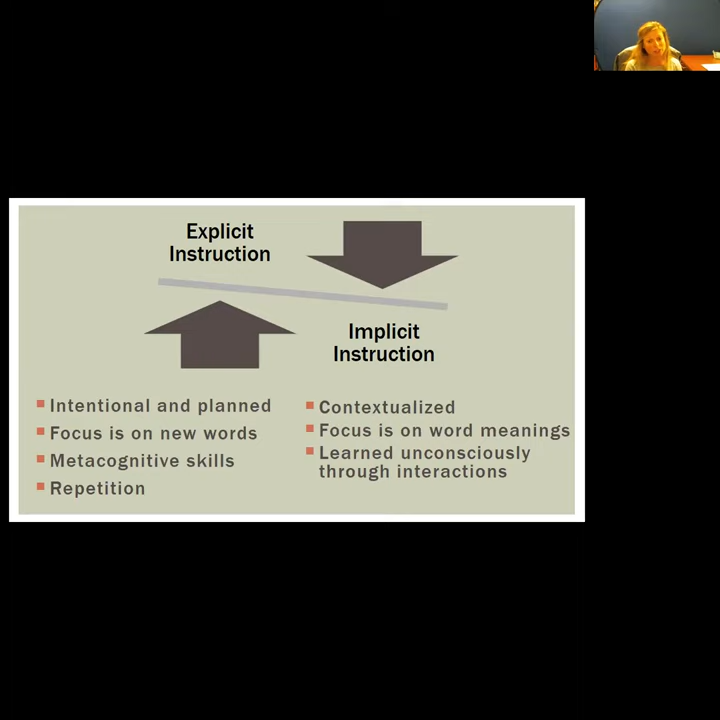 Explicit
Instruction
Implicit
Instruction
Intentional and planned
Focus is on new words
Metacognitive skills
Repetition
Contextualized
Focus is on word meanings
Learned unconsciously
through interactions